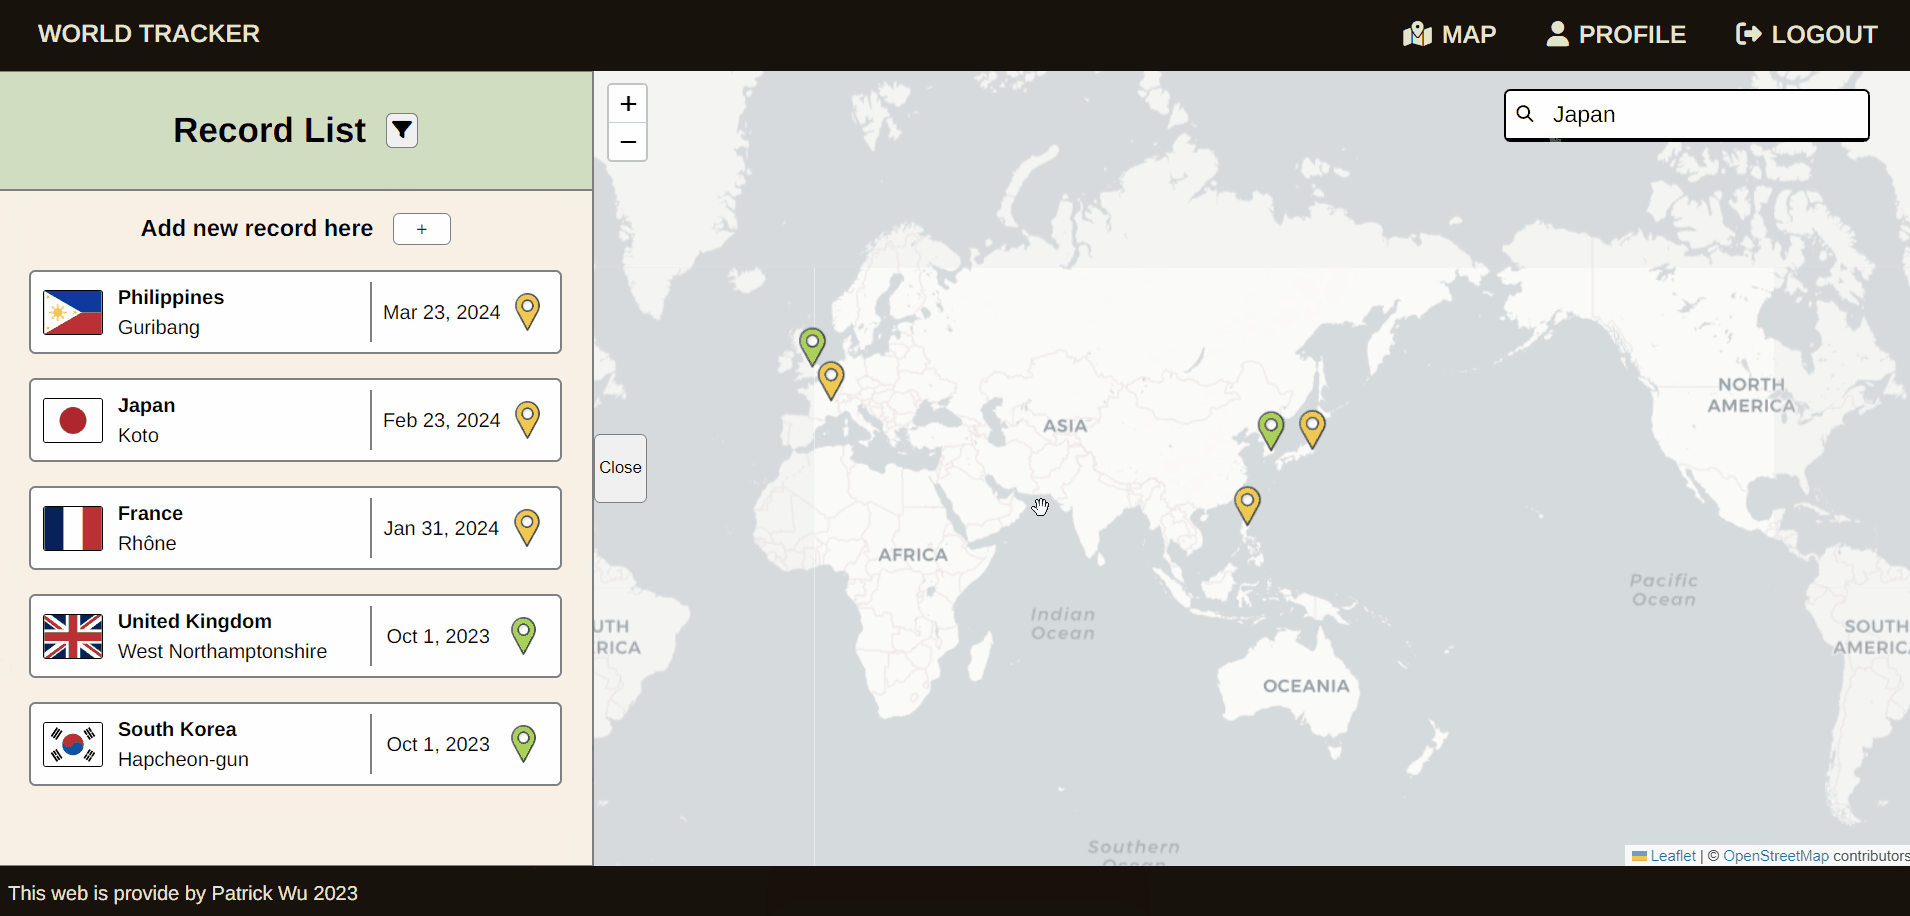 WORLD TRACKER
MAP
PROFILE
LOGOUT
Record List
Add new record here
+
Philippines
Guribang
Mar 23, 2024
Japan
Koto
Feb 23, 2024
France
Rhône
Jan 31, 2024
United Kingdom
West Northamptonshire
Oct 1, 2023
South Korea
Hapcheon-gun
Oct 1, 2023
+
−
Japan
Close
ASIA
NORTH
AMERICA
AFRICA
Indian
Ocean
Pacific
Ocean
UTH
RICA
SOUTH
AMERIC
OCEANIA
Southern
Ocean
Leaflet | © OpenStreetMap contributors
This web is provide by Patrick Wu 2023